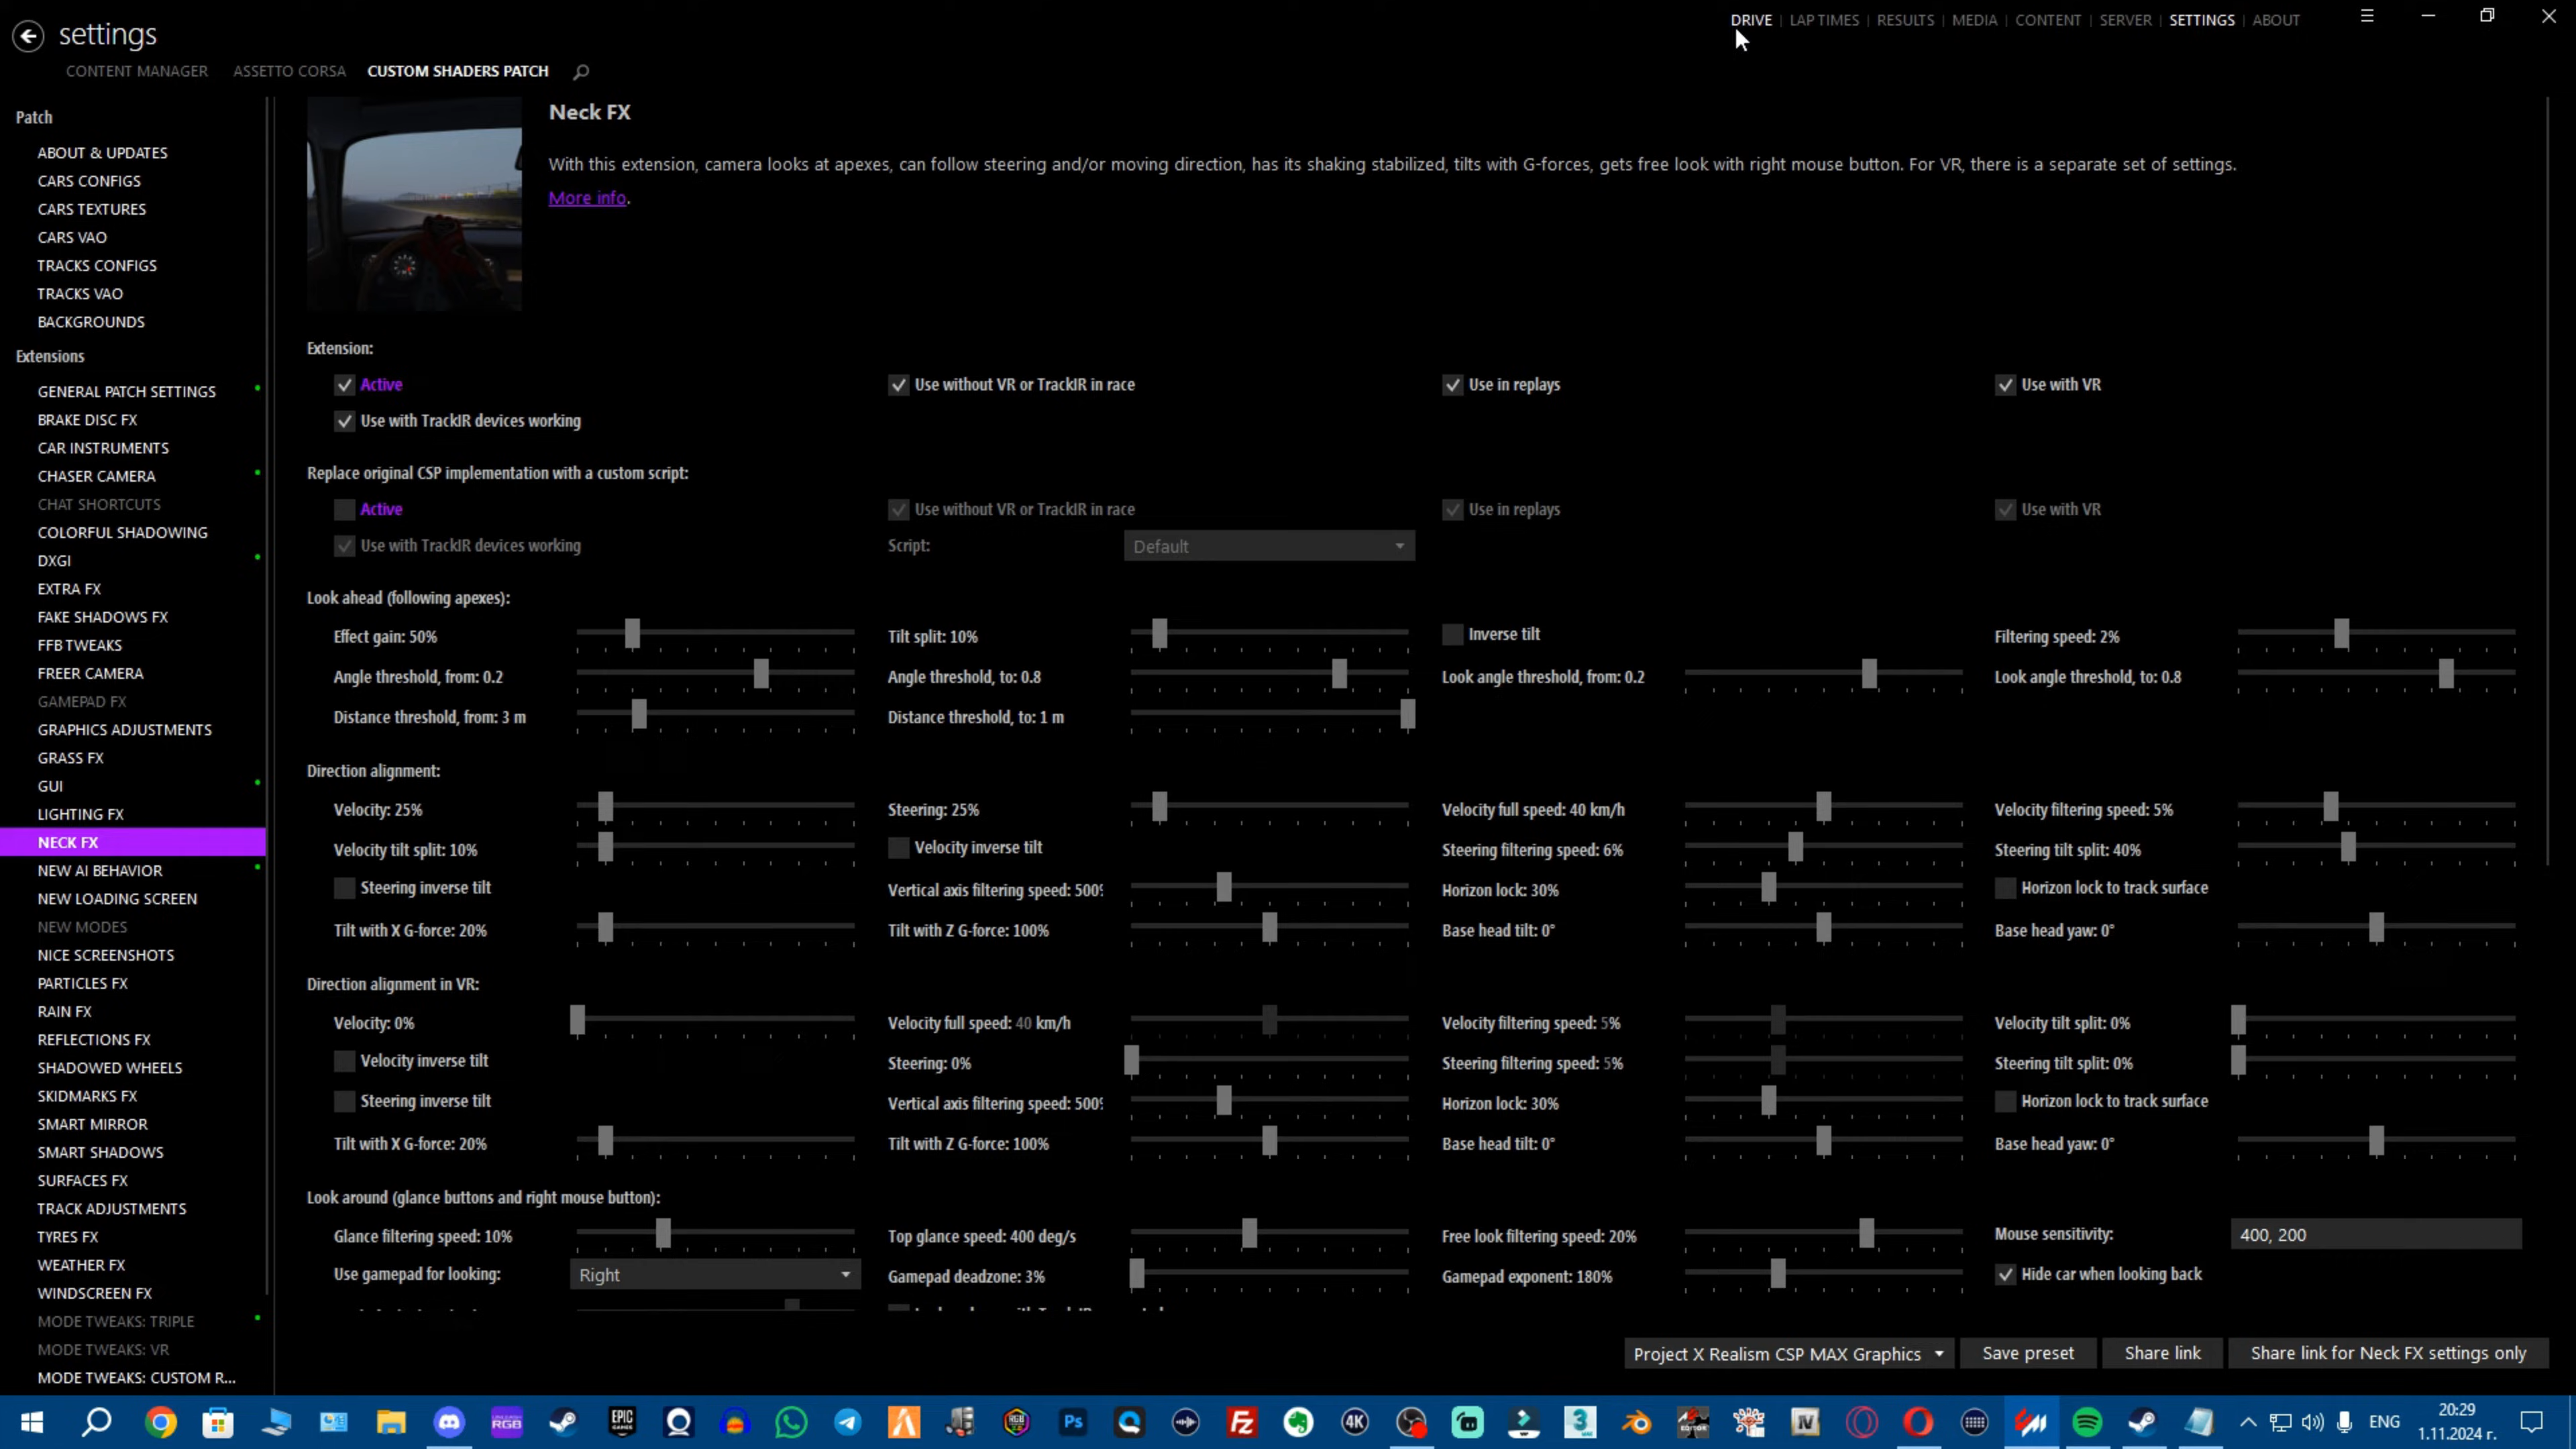 settings
DRIVE | LAP TIMES | RESULTS | MEDIA | CONTENT | SERVER | SETTINGS | ABOUT
CONTENT MANAGER ASSETTO CORSA CUSTOM SHADERS PATCH
Patch
ABOUT & UPDATES
CARS CONFIGS
CARS TEXTURES
CARS VAO
TRACKS CONFIGS
TRACKS VAO
BACKGROUNDS
Extensions
GENERAL PATCH SETTINGS
BRAKE DISC FX
CAR INSTRUMENTS
CHASER CAMERA
CHAT SHORTCUTS
COLORFUL SHADOWING
DXGI
EXTRA FX
FAKE SHADOWS FX
FFB TWEAKS
FREER CAMERA
GAMEPAD FX
GRAPHICS ADJUSTMENTS
GRASS FX
GUI
LIGHTING FX
NECK FX
NEW AI BEHAVIOR
NEW LOADING SCREEN
NEW MODES
NICE SCREENSHOTS
PARTICLES FX
RAIN FX
REFLECTIONS FX
SHADOWED WHEELS
SKIDMARKS FX
SMART MIRROR
SMART SHADOWS
SURFACES FX
TRACK ADJUSTMENTS
TYRES FX
WEATHER FX
WINDSCREEN FX
MODE TWEAKS: TRIPLE
MODE TWEAKS: VR
MODE TWEAKS: CUSTOM R...
Neck FX
With this extension, camera looks at apexes, can follow steering and/or moving direction, has its shaking stabilized, tilts with G-forces, gets free look with right mouse button. For VR, there is a separate set of settings.
More info.
Extension:
Active Use without VR or TrackIR in race Use in replays Use with VR
Use with TrackIR devices working
Replace original CSP implementation with a custom script:
Active Use without VR or TrackIR in race Use in replays Use with VR
Use with TrackIR devices working Script: Default
Look ahead (following apexes):
Effect gain: 50% Tilt split: 10% Inverse tilt Filtering speed: 2%
Angle threshold, from: 0.2 Angle threshold, to: 0.8 Look angle threshold, from: 0.2 Look angle threshold, to: 0.8
Distance threshold, from: 3 m Distance threshold, to: 1 m
Direction alignment:
Velocity: 25% Steering: 25% Velocity full speed: 40 km/h Velocity filtering speed: 5%
Velocity tilt split: 10% Velocity inverse tilt Steering filtering speed: 6% Steering tilt split: 40%
Steering inverse tilt Vertical axis filtering speed: 500% Horizon lock: 30% Horizon lock to track surface
Tilt with X G-force: 20% Tilt with Z G-force: 100% Base head tilt: 0° Base head yaw: 0°
Direction alignment in VR:
Velocity: 0% Velocity full speed: 40 km/h Velocity filtering speed: 5% Velocity tilt split: 0%
Velocity inverse tilt Steering: 0% Steering filtering speed: 5% Steering tilt split: 0%
Steering inverse tilt Vertical axis filtering speed: 500% Horizon lock: 30% Horizon lock to track surface
Tilt with X G-force: 20% Tilt with Z G-force: 100% Base head tilt: 0° Base head yaw: 0°
Look around (glance buttons and right mouse button):
Glance filtering speed: 10% Top glance speed: 400 deg/s Free look filtering speed: 20% Mouse sensitivity: 400, 200
Use gamepad for looking: Right Gamepad deadzone: 3% Gamepad exponent: 180% Hide car when looking back
Project X Realism CSP MAX Graphics Save preset Share link Share link for Neck FX settings only
EPIC GAMES
Ps
4K
EDITOR
IV
ENG
20:29
1.11.2024 г.